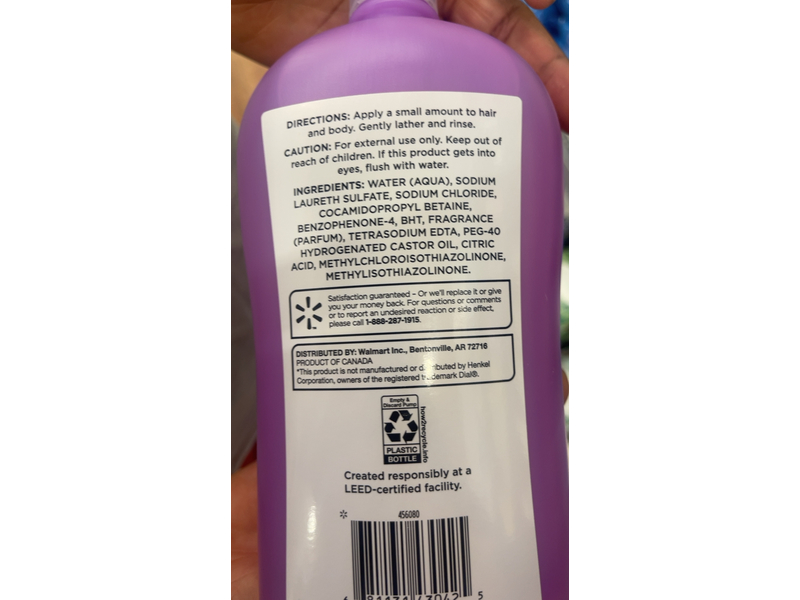 DIRECTIONS: Apply a small amount to hair
and body. Gently lather and rinse.
CAUTION: For external use only. Keep out of
reach of children. If this product gets into
eyes, flush with water.
INGREDIENTS: WATER (AQUA), SODIUM
LAURETH SULFATE, SODIUM CHLORIDE,
COCAMIDOPROPYL BETAINE,
BENZOPHENONE-4, BHT, FRAGRANCE
(PARFUM), TETRASODIUM EDTA, PEG-40
HYDROGENATED CASTOR OIL, CITRIC
ACID, METHYLCHLOROISOTHIAZOLINONE,
METHYLISOTHIAZOLINONE.
Satisfaction guaranteed – Or we'll replace it or give
you your money back. For questions or comments
or to report an undesired reaction or side effect,
please call 1-888-287-1915.
DISTRIBUTED BY: Walmart Inc., Bentonville, AR 72716
PRODUCT OF CANADA
*This product is not manufactured or distributed by Henkel
Corporation, owners of the registered trademark Dial®.
Empty &
Discard Pump
PLASTIC
BOTTLE
how2recycle.info
Created responsibly at a
LEED-certified facility.
456080
5